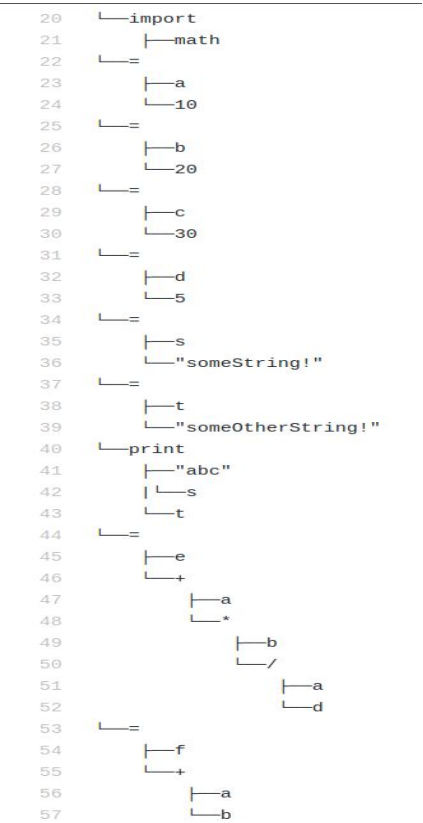 20 └──import
21 ├──math
22 └──=
23 ├──a
24 └──10
25 └──=
26 ├──b
27 └──20
28 └──=
29 ├──c
30 └──30
31 └──=
32 ├──d
33 └──5
34 └──=
35 ├──s
36 └──"someString!"
37 └──=
38 ├──t
39 └──"someOtherString!"
40 └──print
41 ├──"abc"
42 |└──s
43 └──t
44 └──=
45 ├──e
46 └──+
47 ├──a
48 └──*
49 ├──b
50 └──/
51 ├──a
52 └──d
53 └──=
54 ├──f
55 └──+
56 ├──a
57 └──b